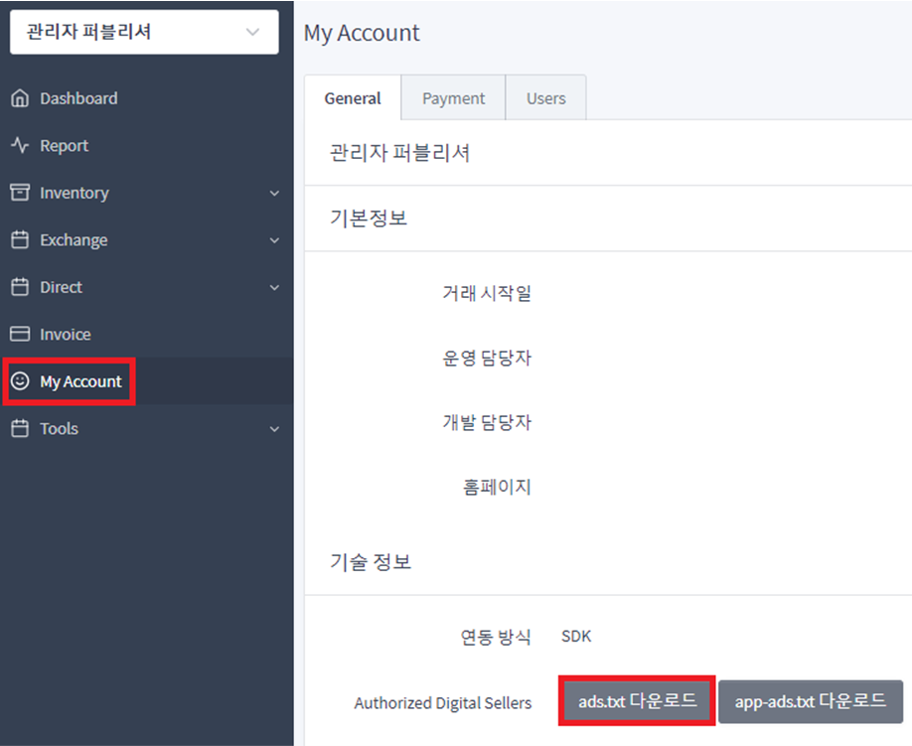 관리자 퍼블리셔
Dashboard
Report
Inventory
Exchange
Direct
Invoice
My Account
Tools
My Account
General
Payment
Users
관리자 퍼블리셔
기본정보
거래 시작일
운영 담당자
개발 담당자
홈페이지
기술 정보
연동 방식 SDK
Authorized Digital Sellers ads.txt 다운로드 app-ads.txt 다운로드